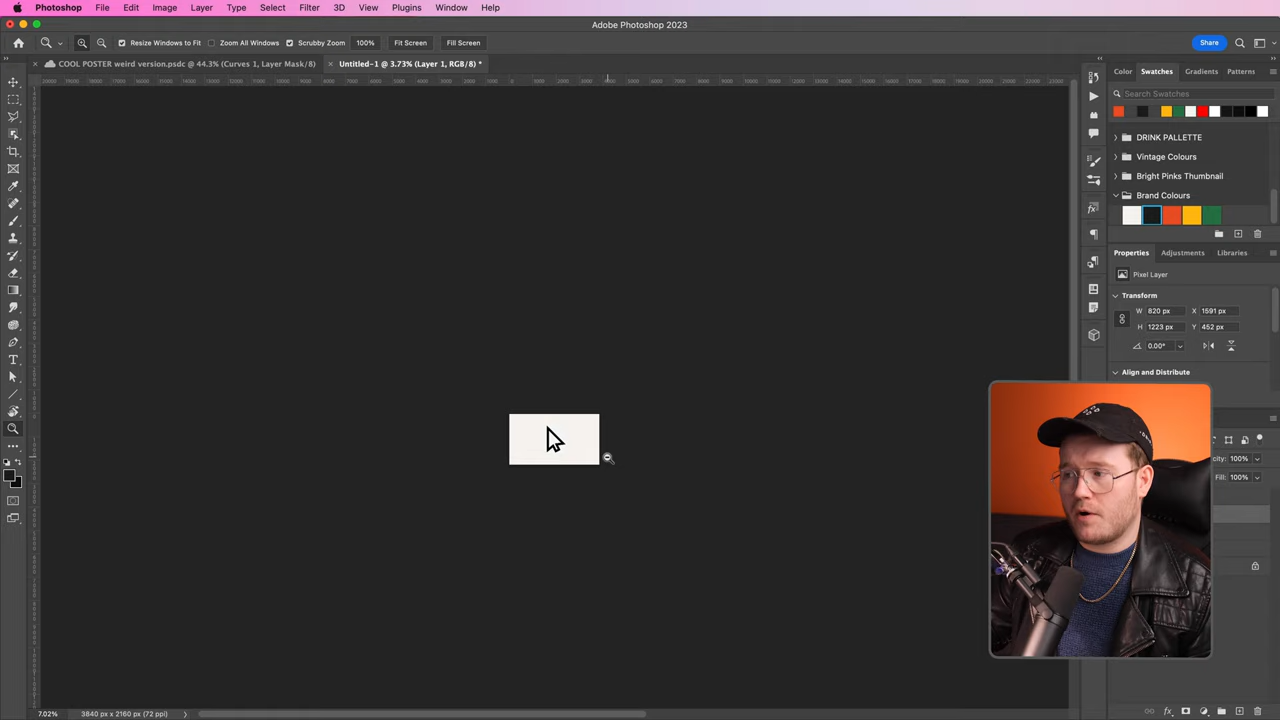 Photoshop File Edit Image Layer Type Select Filter 3D View Plugins Window Help
Adobe Photoshop 2023
Resize Windows to Fit Zoom All Windows Scrubby Zoom 100% Fit Screen Fill Screen Share
COOL POSTER weird version.psdc @ 44.3% (Curves 1, Layer Mask/8) Untitled-1 @ 3.73% (Layer 1, RGB/8) *
Color Swatches Gradients Patterns
Search Swatches
DRINK PALLETTE
Vintage Colours
Bright Pinks Thumbnail
Brand Colours
Properties Adjustments Libraries
Pixel Layer
Transform
W 820 px X 1591 px
H 1223 px Y 452 px
0.00°
Align and Distribute
100%
Fill: 100%
7.02% 3840 px x 2160 px (72 ppi)